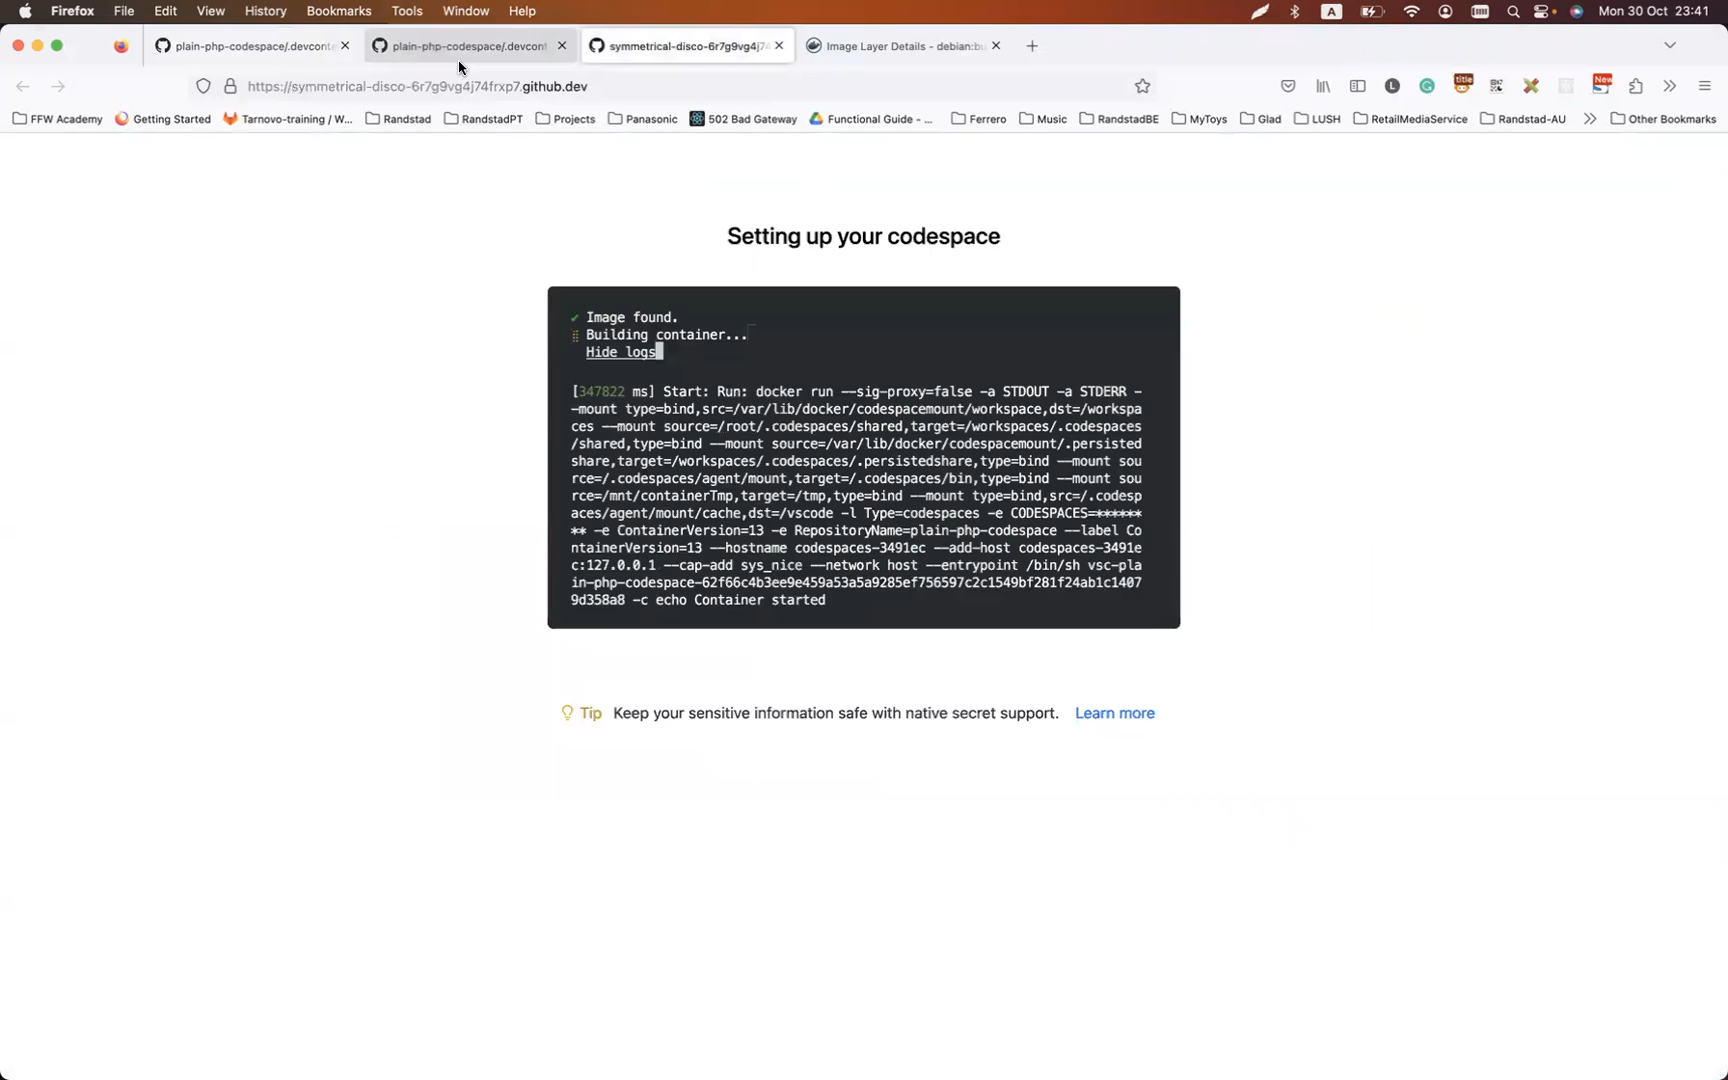 Firefox File Edit View History Bookmarks Tools Window Help A Mon 30 Oct 23:41
plain-php-codespace/.devconte
plain-php-codespace/.devcont
symmetrical-disco-6r7g9vg4j74
Image Layer Details - debian:bu
https://symmetrical-disco-6r7g9vg4j74frxp7.github.dev
L title New
FFW Academy Getting Started Tarnovo-training / W... Randstad RandstadPT Projects Panasonic 502 Bad Gateway Functional Guide - ... Ferrero Music RandstadBE MyToys Glad LUSH RetailMediaService Randstad-AU Other Bookmarks
Setting up your codespace
✔ Image found.
Building container...
Hide logs
[347822 ms] Start: Run: docker run --sig-proxy=false -a STDOUT -a STDERR -
-mount type=bind,src=/var/lib/docker/codespacemount/workspace,dst=/workspa
ces --mount source=/root/.codespaces/shared,target=/workspaces/.codespaces
/shared,type=bind --mount source=/var/lib/docker/codespacemount/.persisted
share,target=/workspaces/.codespaces/.persistedshare,type=bind --mount sou
rce=/.codespaces/agent/mount,target=/.codespaces/bin,type=bind --mount sou
rce=/mnt/containerTmp,target=/tmp,type=bind --mount type=bind,src=/.codesp
aces/agent/mount/cache,dst=/vscode -l Type=codespaces -e CODESPACES=******
** -e ContainerVersion=13 -e RepositoryName=plain-php-codespace --label Co
ntainerVersion=13 --hostname codespaces-3491ec --add-host codespaces-3491e
c:127.0.0.1 --cap-add sys_nice --network host --entrypoint /bin/sh vsc-pla
in-php-codespace-62f66c4b3ee9e459a53a5a9285ef756597c2c1549bf281f24ab1c1407
9d358a8 -c echo Container started
Tip Keep your sensitive information safe with native secret support. Learn more